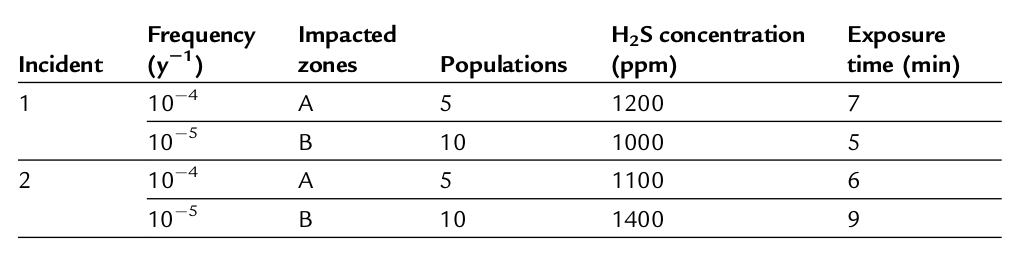 Incident Frequency (y⁻¹) Impacted zones Populations H₂S concentration (ppm) Exposure time (min)
1 10⁻⁴ A 5 1200 7
10⁻⁵ B 10 1000 5
2 10⁻⁴ A 5 1100 6
10⁻⁵ B 10 1400 9